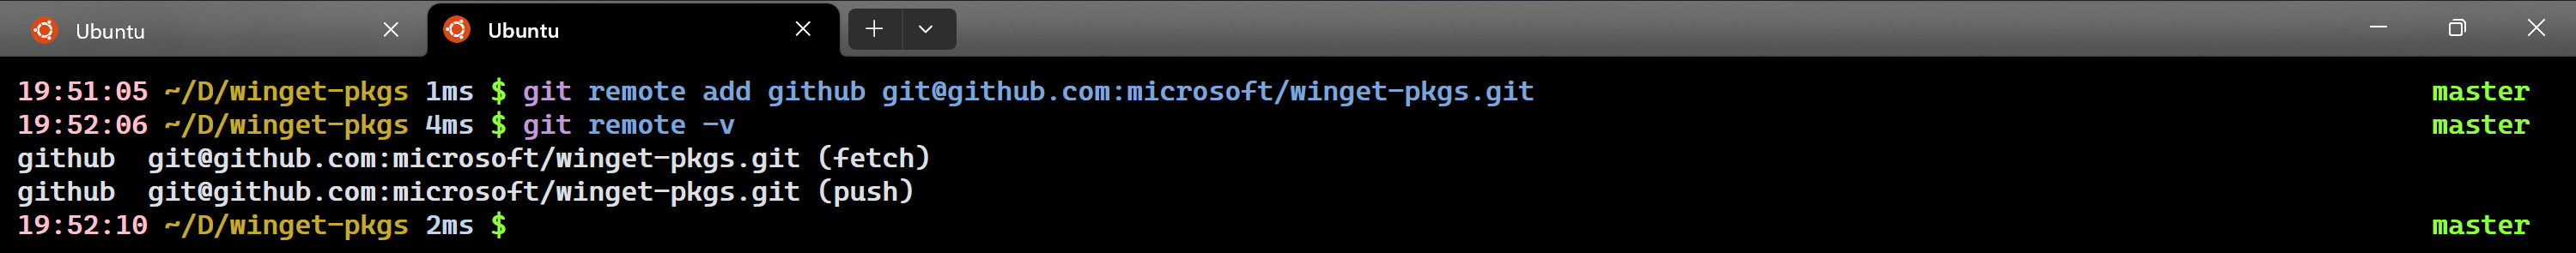 Ubuntu
Ubuntu
19:51:05 ~/D/winget-pkgs 1ms $ git remote add github git@github.com:microsoft/winget-pkgs.git master
19:52:06 ~/D/winget-pkgs 4ms $ git remote -v master
github  git@github.com:microsoft/winget-pkgs.git (fetch)
github  git@github.com:microsoft/winget-pkgs.git (push)
19:52:10 ~/D/winget-pkgs 2ms $ master